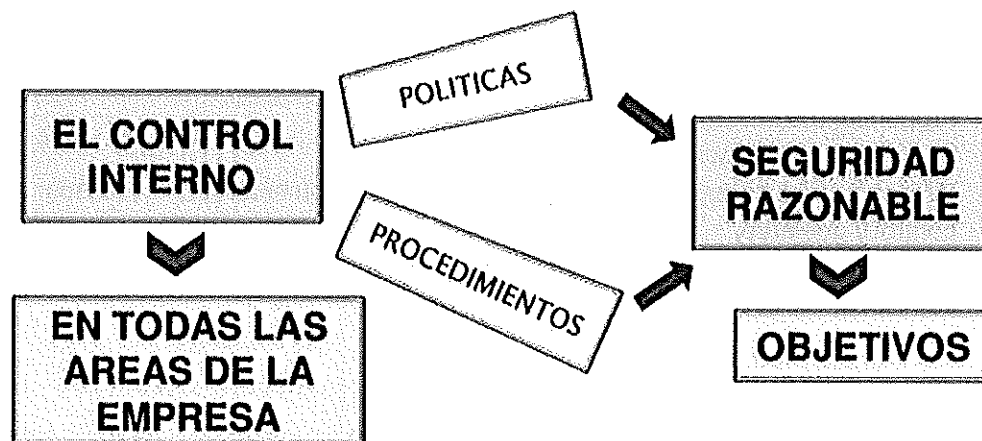 EL CONTROL
INTERNO
EN TODAS LAS
AREAS DE LA
EMPRESA
POLITICAS
PROCEDIMIENTOS
SEGURIDAD
RAZONABLE
OBJETIVOS